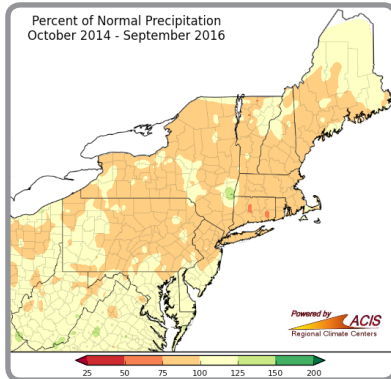 Percent of Normal Precipitation
October 2014 - September 2016
Powered by
ACIS
Regional Climate Centers
25 50 75 100 125 150 200